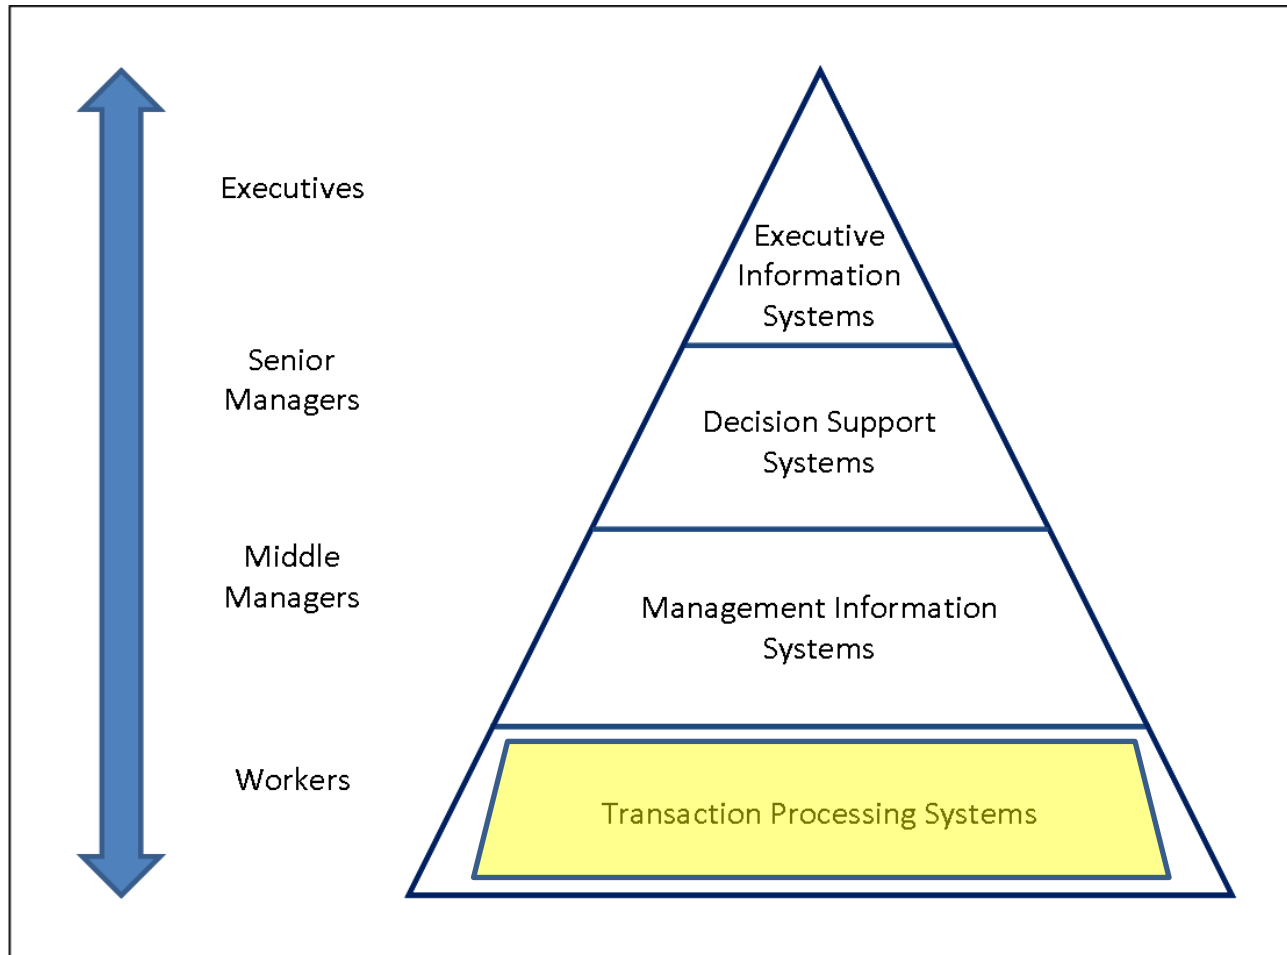 Executives
Executive
Information
Systems
Senior
Managers
Decision Support
Systems
Middle
Managers
Management Information
Systems
Workers
Transaction Processing Systems